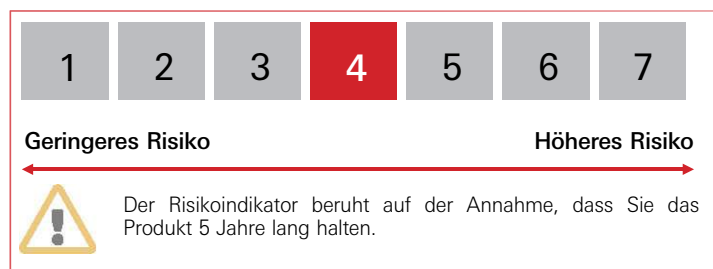 1 2 3 4 5 6 7
Geringeres Risiko Höheres Risiko
Der Risikoindikator beruht auf der Annahme, dass Sie das
Produkt 5 Jahre lang halten.